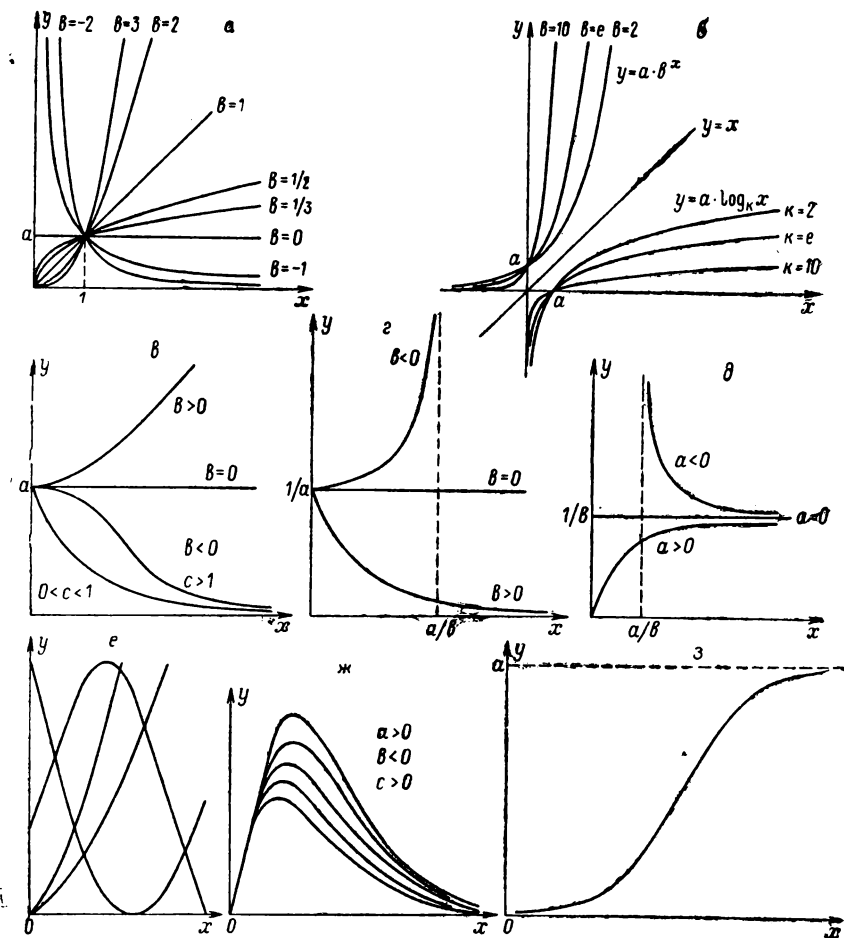 y в=-2 в=3 в=2 а
в=1
в=1/2
в=1/3
а
в=0
в=-1
1 x
y в=10 в=e в=2 б
y=a·в^x
y=x
y=a·log_к x
к=2
к=e
к=10
a
a
x
y в
в>0
a
в=0
в<0
0<c<1 c>1
x
y г
в<0
1/a
в=0
в>0
a/в x
y д
a<0
1/в a=0
a>0
a/в x
y е
0 x
y ж
a>0
в<0
c>0
0 x
y з
a
0 x